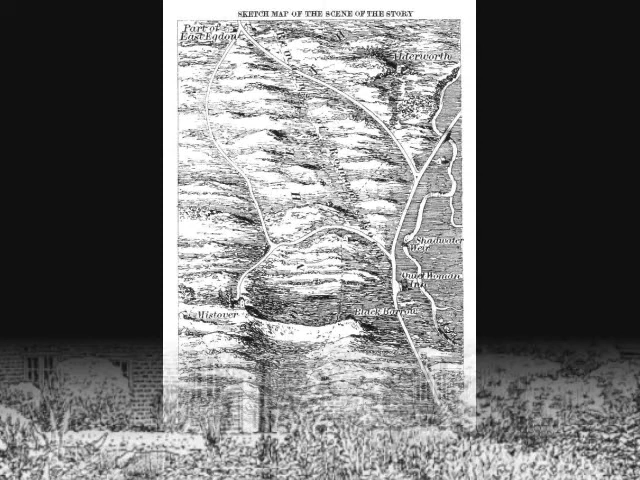 SKETCH MAP OF THE SCENE OF THE STORY
Part of
East Egdon
Alderworth
Shadwater
Weir
Quiet Woman
Inn
Mistover
Black Barrow